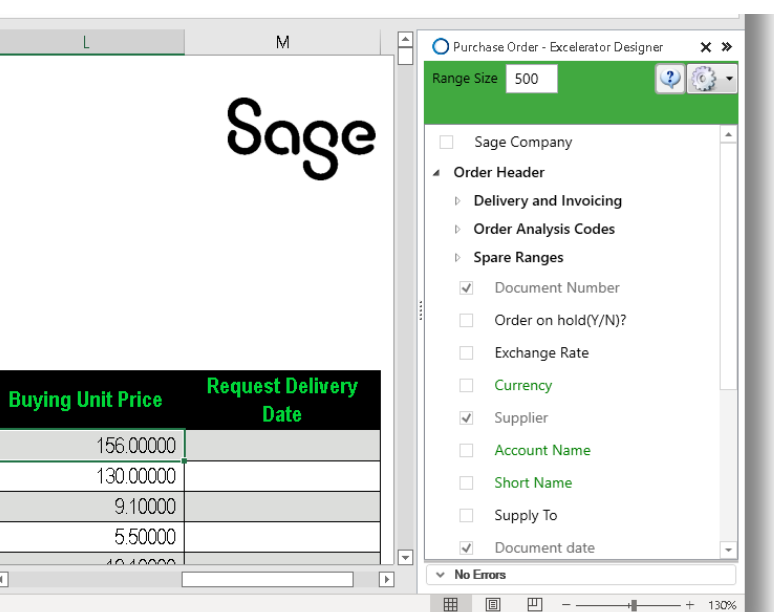 L M
Purchase Order - Excelerator Designer
Range Size 500
Sage
Sage Company
Order Header
Delivery and Invoicing
Order Analysis Codes
Spare Ranges
Document Number
Order on hold(Y/N)?
Exchange Rate
Currency
Supplier
Account Name
Short Name
Supply To
Document date
Buying Unit Price
Request Delivery
Date
156.00000
130.00000
9.10000
5.50000
No Errors
130%